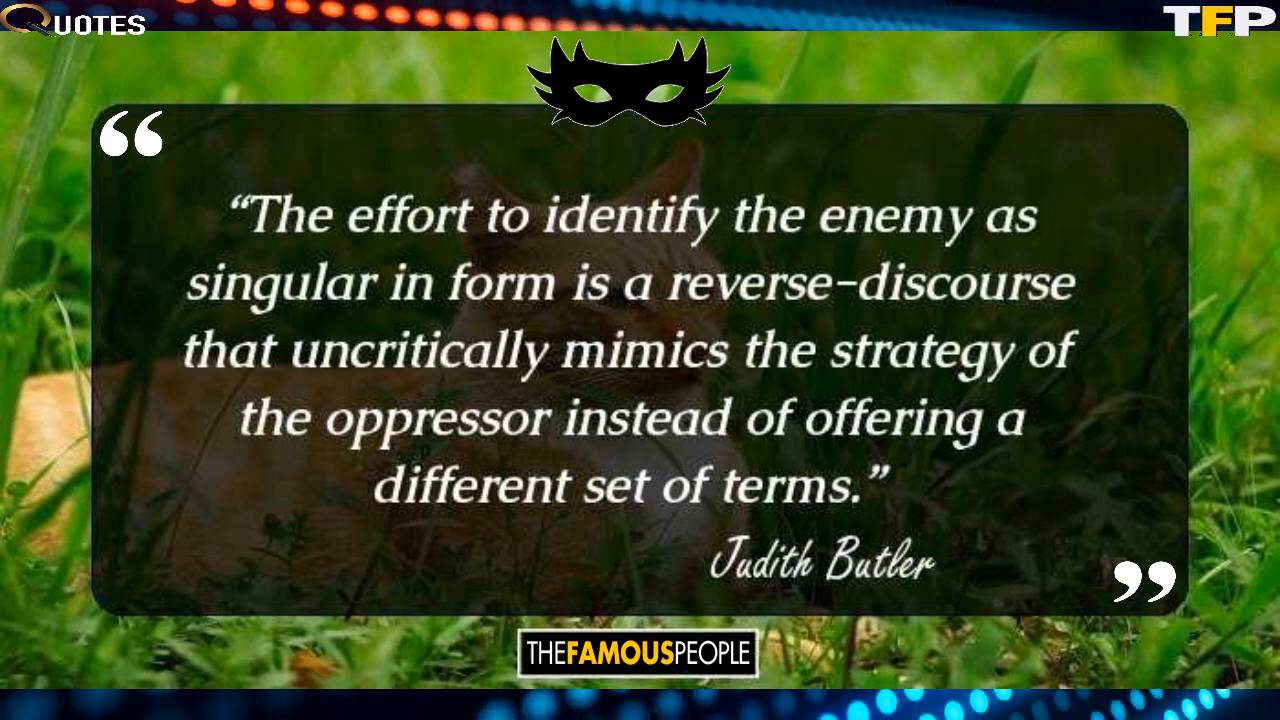 QUOTES
TFP
“
“The effort to identify the enemy as
singular in form is a reverse-discourse
that uncritically mimics the strategy of
the oppressor instead of offering a
different set of terms.”
Judith Butler
”
THEFAMOUSPEOPLE